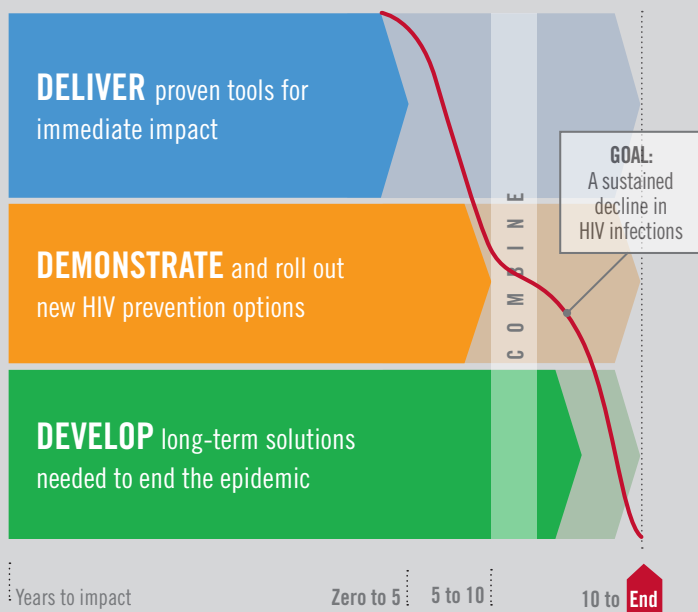 DELIVER proven tools for
immediate impact
GOAL:
A sustained
decline in
HIV infections
COMBINE
DEMONSTRATE and roll out
new HIV prevention options
DEVELOP long-term solutions
needed to end the epidemic
Years to impact
Zero to 5
5 to 10
10 to End